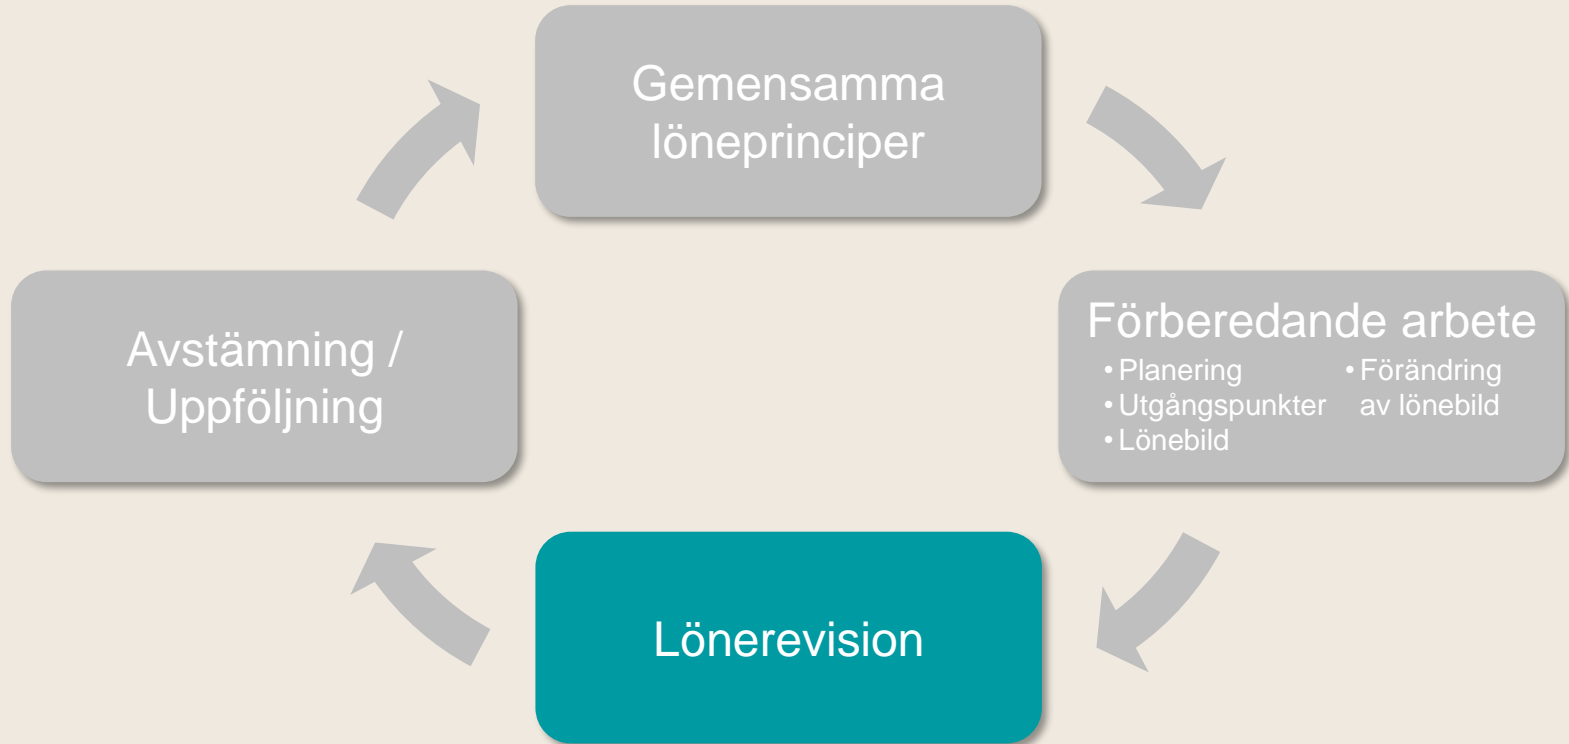 Gemensamma
löneprinciper
Avstämning /
Uppföljning
Förberedande arbete
• Planering
• Utgångspunkter
• Lönebild
• Förändring
av lönebild
Lönerevision